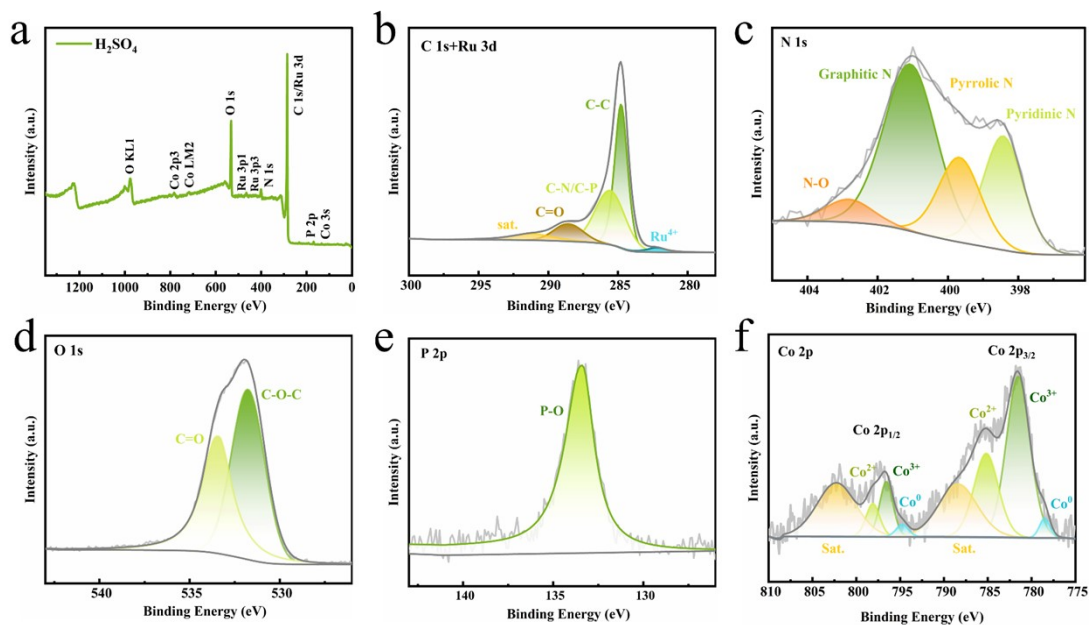 a
H₂SO₄
O KL1
Co 2p3
Co LM2
O 1s
Ru 3p1
Ru 3p3
N 1s
C 1s/Ru 3d
P 2p
Co 3s
Intensity (a.u.)
1200 1000 800 600 400 200 0
Binding Energy (eV)
b
C 1s+Ru 3d
C-C
C-N/C-P
C=O
sat.
Ru⁴⁺
Intensity (a.u.)
300 295 290 285 280
Binding Energy (eV)
c
N 1s
Graphitic N
Pyrrolic N
Pyridinic N
N-O
Intensity (a.u.)
404 402 400 398
Binding Energy (eV)
d
O 1s
C-O-C
C=O
Intensity (a.u.)
540 535 530
Binding Energy (eV)
e
P 2p
P-O
Intensity (a.u.)
140 135 130
Binding Energy (eV)
f
Co 2p
Co 2p₃/₂
Co³⁺
Co²⁺
Co 2p₁/₂
Co²⁺
Co³⁺
Co⁰
Co⁰
Sat.
Sat.
Intensity (a.u.)
810 805 800 795 790 785 780 775
Binding Energy (eV)